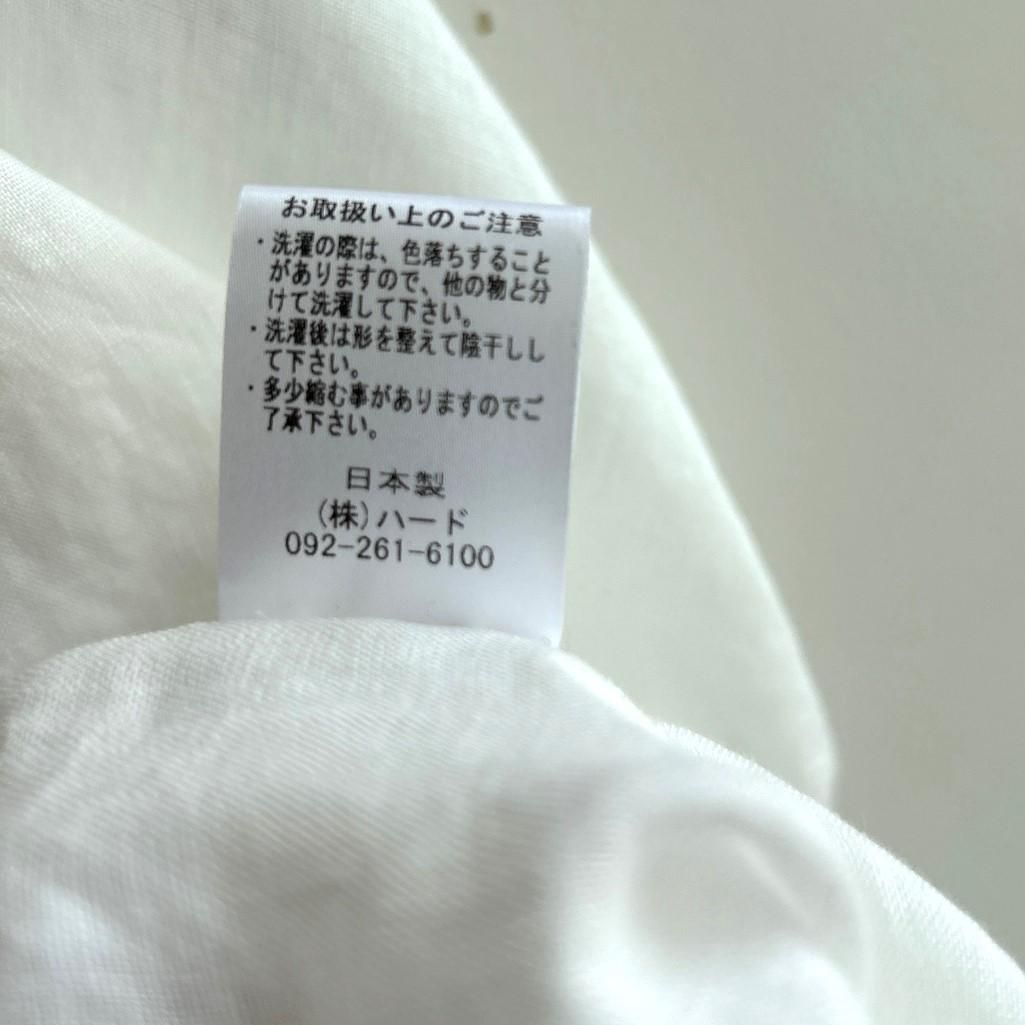 お取扱い上のご注意
・洗濯の際は、色落ちすること
がありますので、他の物と分
けて洗濯して下さい。
・洗濯後は形を整えて陰干しし
て下さい。
・多少縮む事がありますのでご
了承下さい。
日本製
(株)ハード
092-261-6100